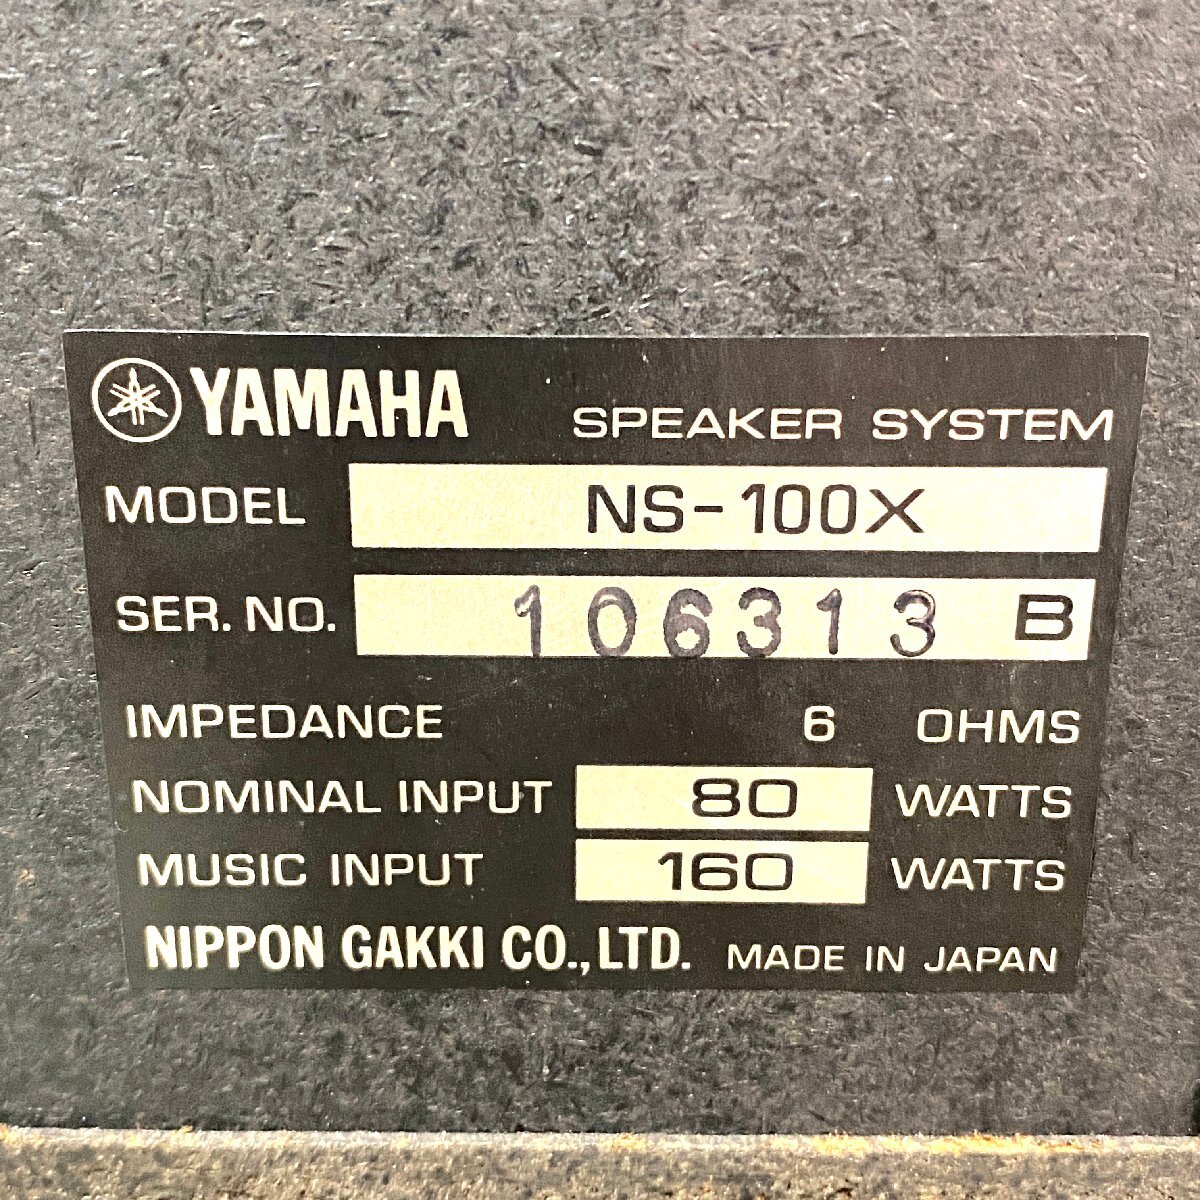 YAMAHA SPEAKER SYSTEM
MODEL NS-100X
SER. NO. 106313 B
IMPEDANCE 6 OHMS
NOMINAL INPUT 80 WATTS
MUSIC INPUT 160 WATTS
NIPPON GAKKI CO., LTD. MADE IN JAPAN